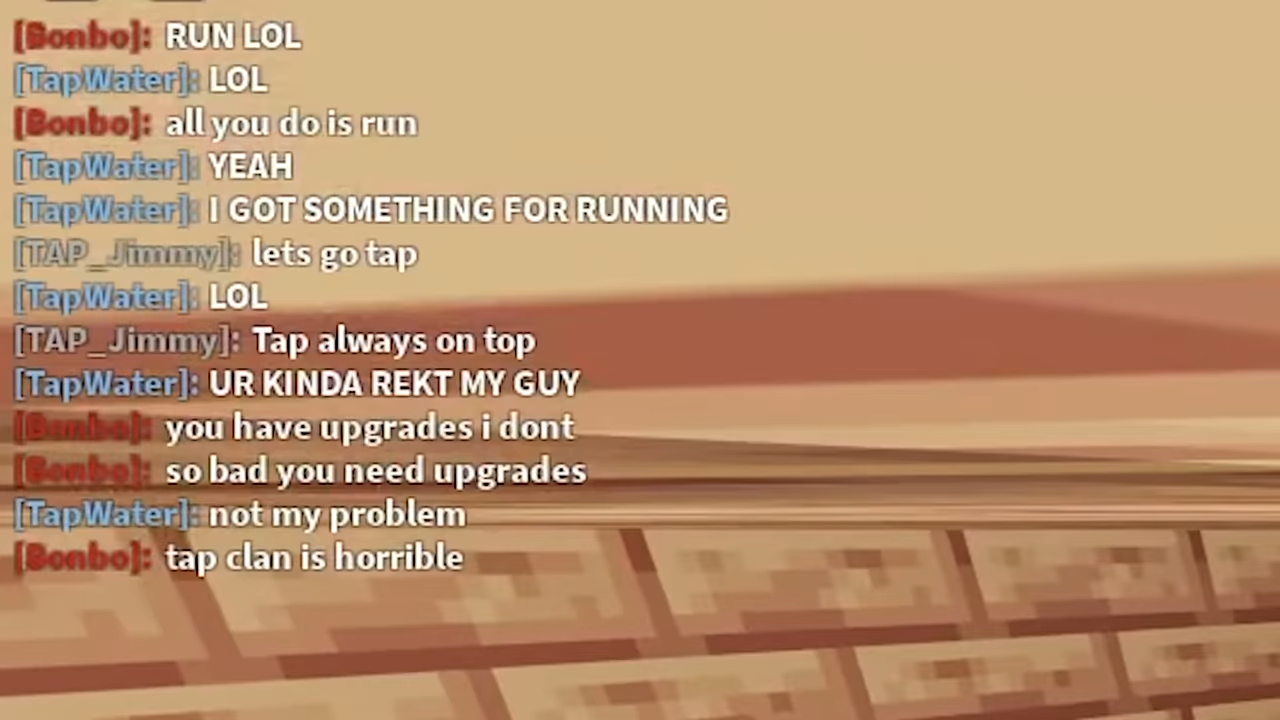 [Bonbo]: RUN LOL
[TapWater]: LOL
[Bonbo]: all you do is run
[TapWater]: YEAH
[TapWater]: I GOT SOMETHING FOR RUNNING
[TAP_Jimmy]: lets go tap
[TapWater]: LOL
[TAP_Jimmy]: Tap always on top
[TapWater]: UR KINDA REKT MY GUY
[Bonbo]: you have upgrades i dont
[Bonbo]: so bad you need upgrades
[TapWater]: not my problem
[Bonbo]: tap clan is horrible